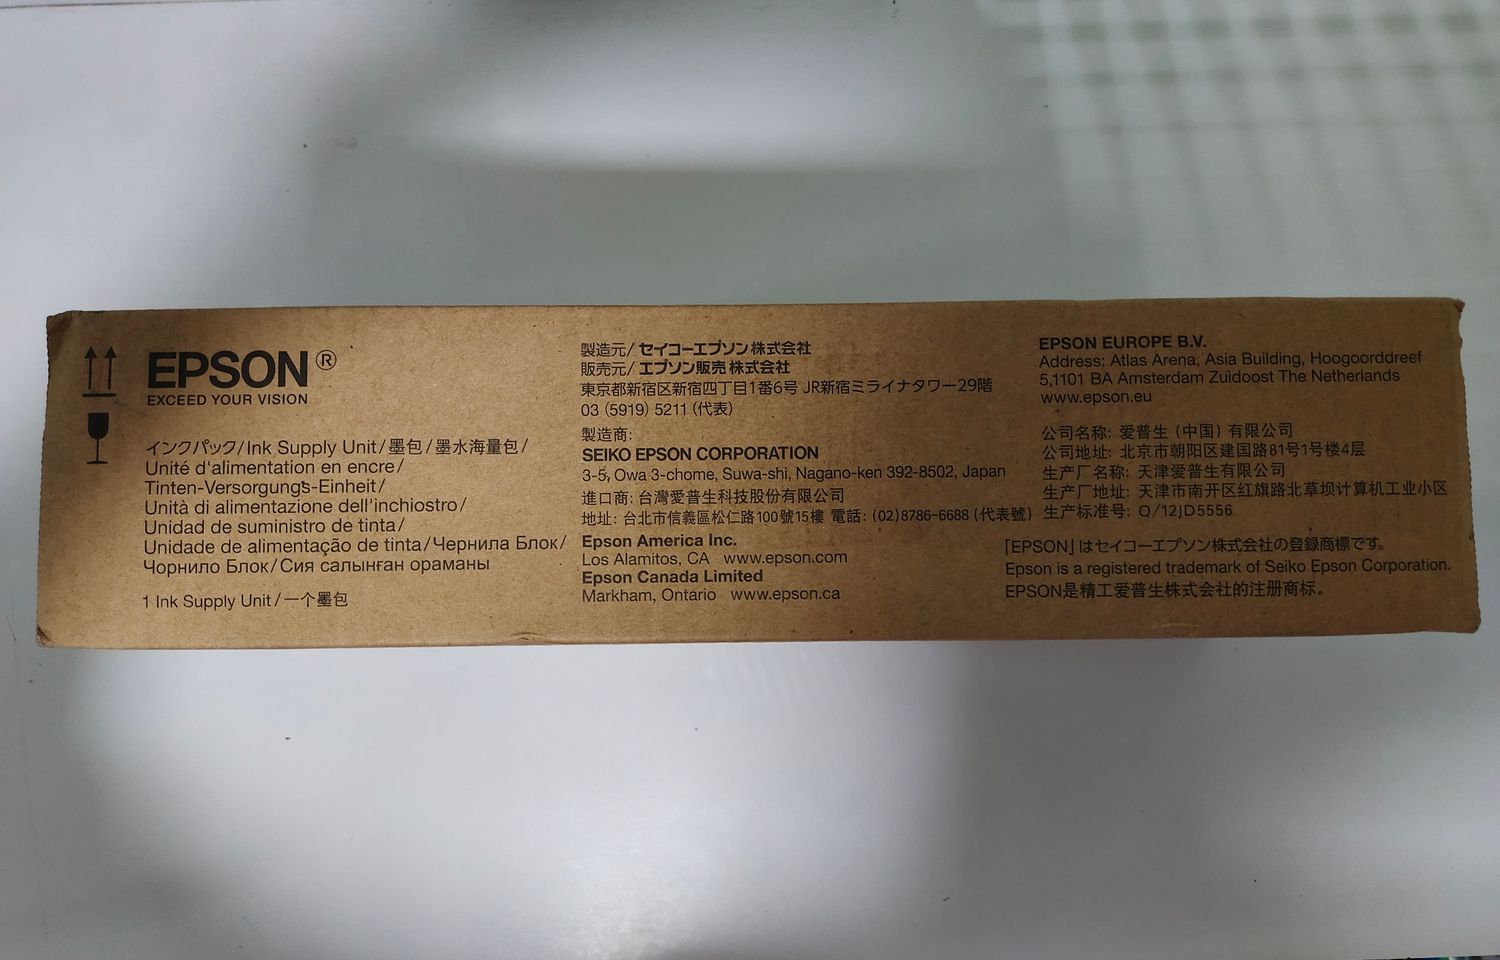 EPSON®
EXCEED YOUR VISION
インクパック/Ink Supply Unit/墨包/墨水海量包/
Unité d'alimentation en encre/
Tinten-Versorgungs-Einheit/
Unità di alimentazione dell'inchiostro/
Unidad de suministro de tinta/
Unidade de alimentação de tinta/Чернила Блок/
Чорнило Блок/Сия салынған ораманы
1 Ink Supply Unit/一个墨包
製造元/セイコーエプソン株式会社
販売元/エプソン販売株式会社
東京都新宿区新宿四丁目1番6号 JR新宿ミライナタワー29階
03 (5919) 5211 (代表)
製造商:
SEIKO EPSON CORPORATION
3-5, Owa 3-chome, Suwa-shi, Nagano-ken 392-8502, Japan
進口商: 台灣愛普生科技股份有限公司
地址: 台北市信義區松仁路100號15樓 電話: (02)8786-6688 (代表號)
Epson America Inc.
Los Alamitos, CA www.epson.com
Epson Canada Limited
Markham, Ontario www.epson.ca
EPSON EUROPE B.V.
Address: Atlas Arena, Asia Building, Hoogoorddreef
5,1101 BA Amsterdam Zuidoost The Netherlands
www.epson.eu
公司名称: 爱普生 (中国) 有限公司
公司地址: 北京市朝阳区建国路81号1号楼4层
生产厂名称: 天津爱普生有限公司
生产厂地址: 天津市南开区红旗路北草坝计算机工业小区
生产标准号: Q/12JD5556
「EPSON」はセイコーエプソン株式会社の登録商標です。
Epson is a registered trademark of Seiko Epson Corporation.
EPSON是精工爱普生株式会社的注册商标。